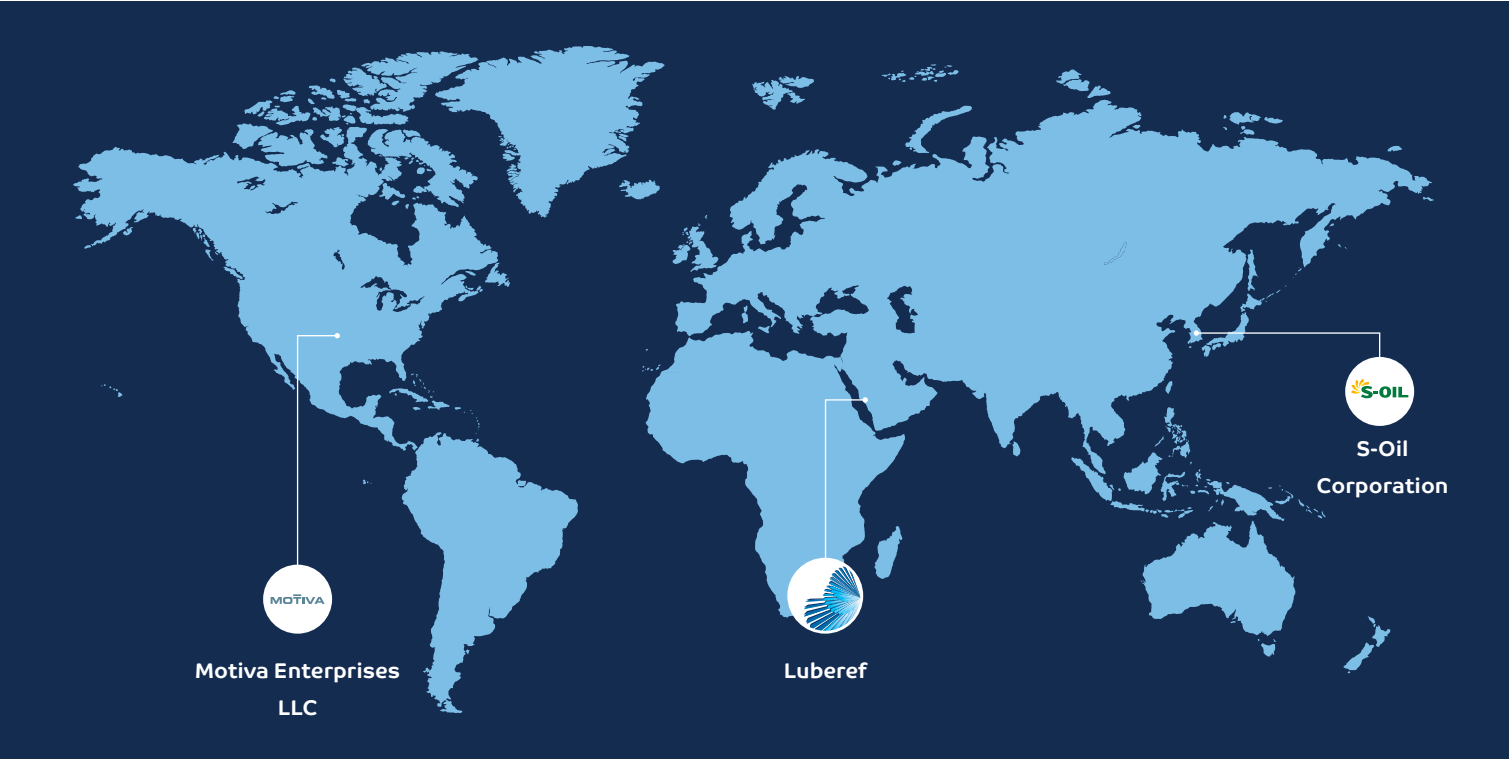 S-OIL
S-Oil
Corporation
MOTIVA
Motiva Enterprises
LLC
Luberef